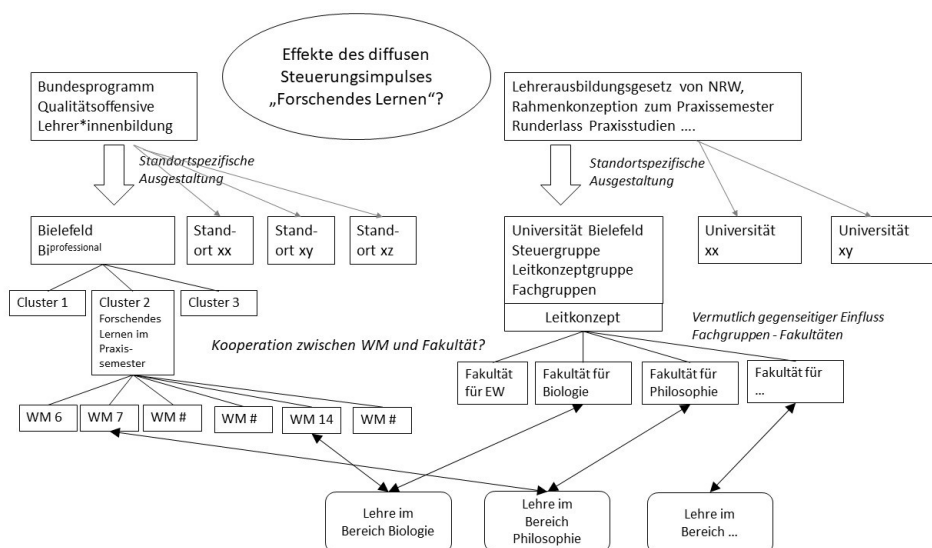 Effekte des diffusen
Steuerungsimpulses
„Forschendes Lernen“?
Bundesprogramm
Qualitätsoffensive
Lehrer*innenbildung
Lehrerausbildungsgesetz von NRW,
Rahmenkonzeption zum Praxissemester
Runderlass Praxisstudien ....
Standortspezifische
Ausgestaltung
Standortspezifische
Ausgestaltung
Bielefeld
Biprofessional
Stand-
ort xx
Stand-
ort xy
Stand-
ort xz
Universität Bielefeld
Steuergruppe
Leitkonzeptgruppe
Fachgruppen
Universität
xx
Universität
xy
Cluster 1
Cluster 2
Forschendes
Lernen im
Praxis-
semester
Cluster 3
Leitkonzept
Vermutlich gegenseitiger Einfluss
Fachgruppen - Fakultäten
Kooperation zwischen WM und Fakultät?
Fakultät
für EW
Fakultät für
Biologie
Fakultät für
Philosophie
Fakultät für
…
WM 6
WM 7
WM #
WM #
WM 14
WM #
Lehre im
Bereich Biologie
Lehre im
Bereich
Philosophie
Lehre im
Bereich …